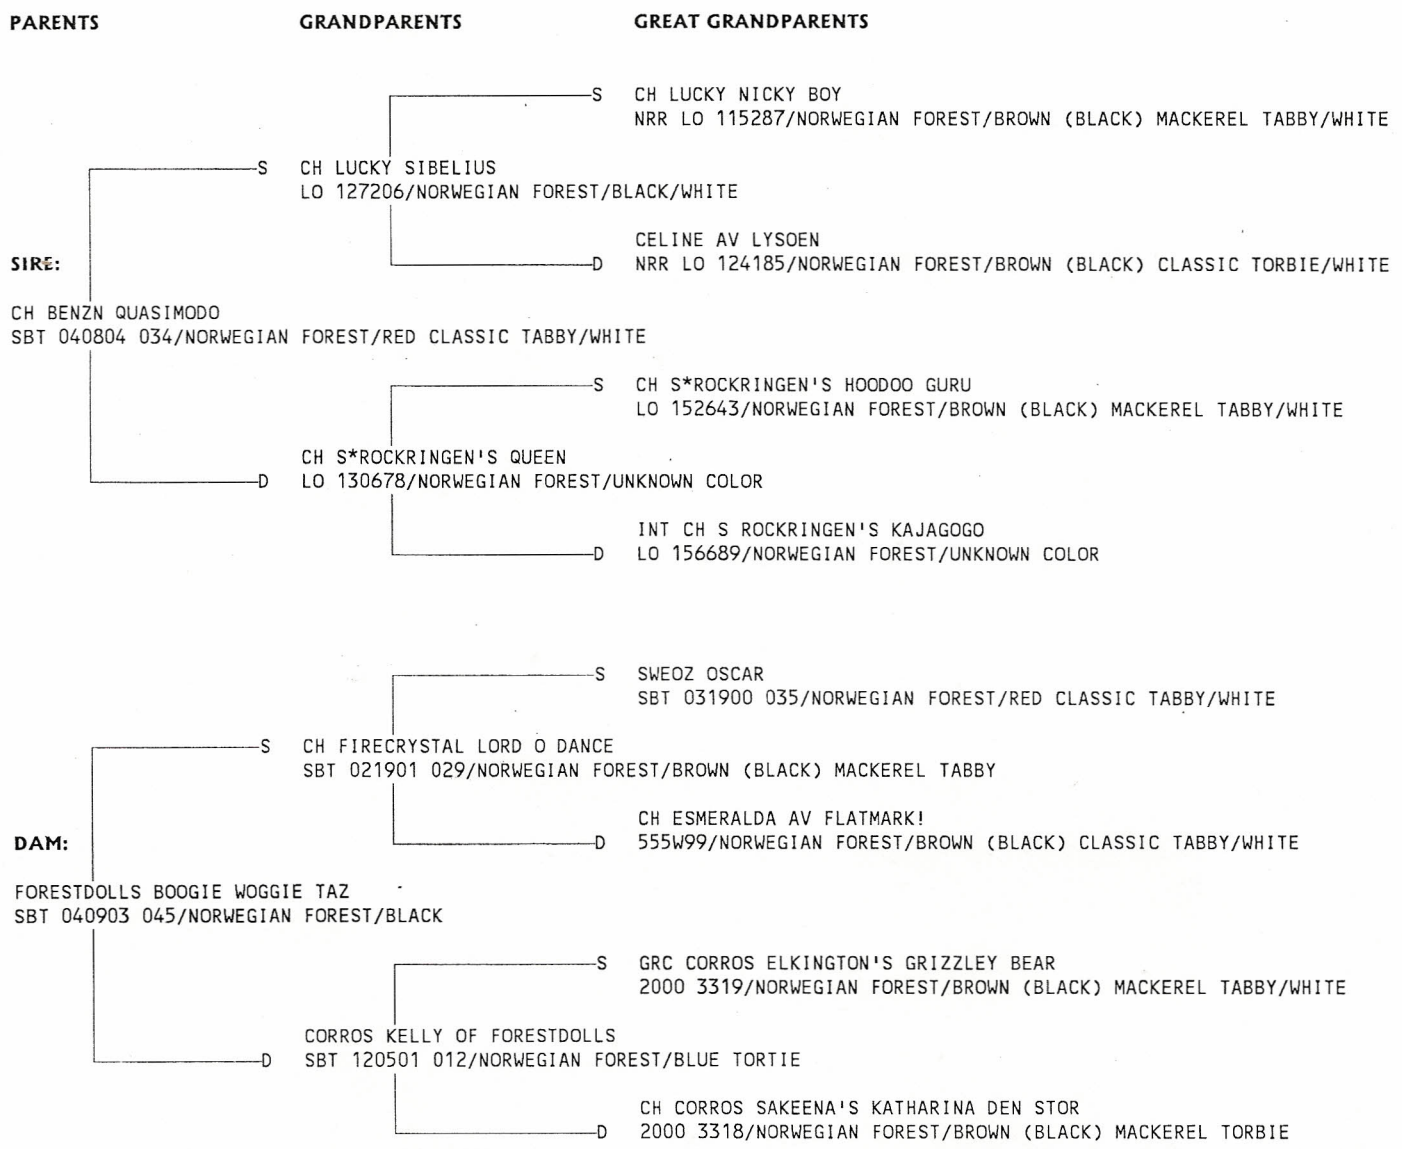 PARENTS GRANDPARENTS GREAT GRANDPARENTS
S CH LUCKY NICKY BOY
NRR LO 115287/NORWEGIAN FOREST/BROWN (BLACK) MACKEREL TABBY/WHITE
S CH LUCKY SIBELIUS
LO 127206/NORWEGIAN FOREST/BLACK/WHITE
CELINE AV LYSOEN
SIRE: D NRR LO 124185/NORWEGIAN FOREST/BROWN (BLACK) CLASSIC TORBIE/WHITE
CH BENZN QUASIMODO
SBT 040804 034/NORWEGIAN FOREST/RED CLASSIC TABBY/WHITE
S CH S*ROCKRINGEN'S HOODOO GURU
LO 152643/NORWEGIAN FOREST/BROWN (BLACK) MACKEREL TABBY/WHITE
CH S*ROCKRINGEN'S QUEEN
D LO 130678/NORWEGIAN FOREST/UNKNOWN COLOR
INT CH S ROCKRINGEN'S KAJAGOGO
D LO 156689/NORWEGIAN FOREST/UNKNOWN COLOR
S SWEOZ OSCAR
SBT 031900 035/NORWEGIAN FOREST/RED CLASSIC TABBY/WHITE
S CH FIRECRYSTAL LORD O DANCE
SBT 021901 029/NORWEGIAN FOREST/BROWN (BLACK) MACKEREL TABBY
CH ESMERALDA AV FLATMARK!
DAM: D 555W99/NORWEGIAN FOREST/BROWN (BLACK) CLASSIC TABBY/WHITE
FORESTDOLLS BOOGIE WOGGIE TAZ
SBT 040903 045/NORWEGIAN FOREST/BLACK
S GRC CORROS ELKINGTON'S GRIZZLEY BEAR
2000 3319/NORWEGIAN FOREST/BROWN (BLACK) MACKEREL TABBY/WHITE
CORROS KELLY OF FORESTDOLLS
D SBT 120501 012/NORWEGIAN FOREST/BLUE TORTIE
CH CORROS SAKEENA'S KATHARINA DEN STOR
D 2000 3318/NORWEGIAN FOREST/BROWN (BLACK) MACKEREL TORBIE